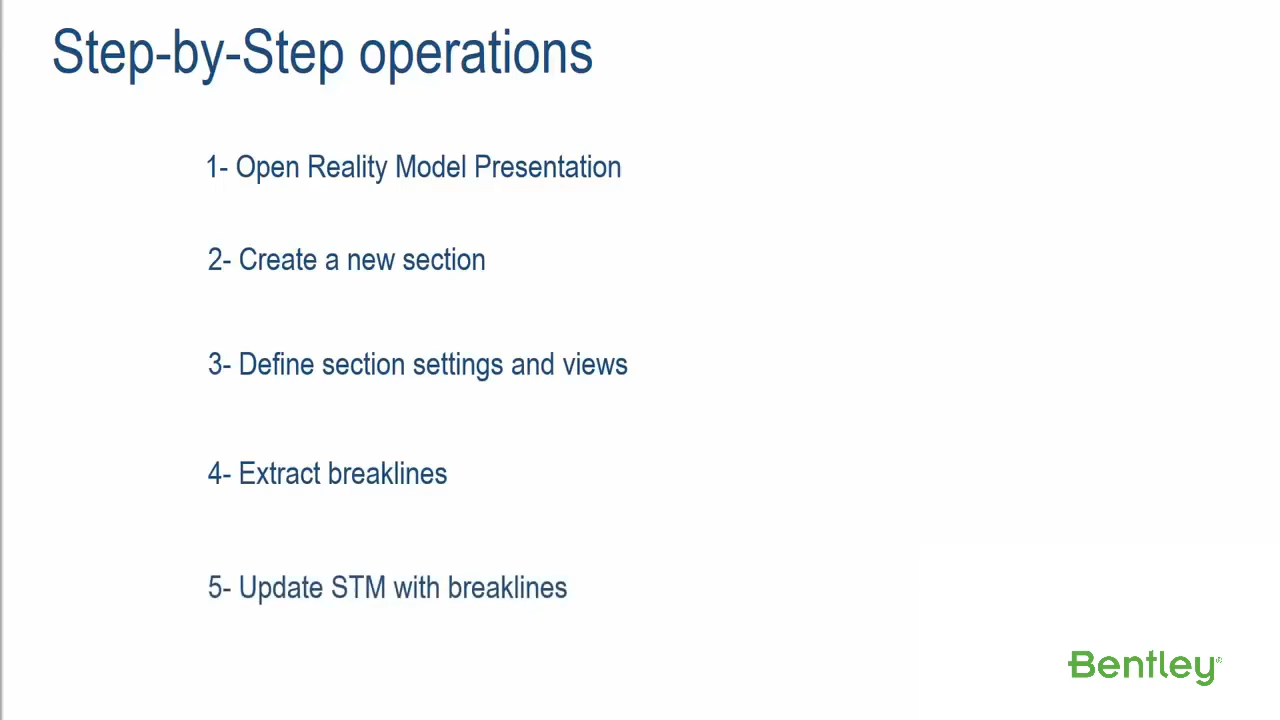 Step-by-Step operations
1- Open Reality Model Presentation
2- Create a new section
3- Define section settings and views
4- Extract breaklines
5- Update STM with breaklines
Bentley®